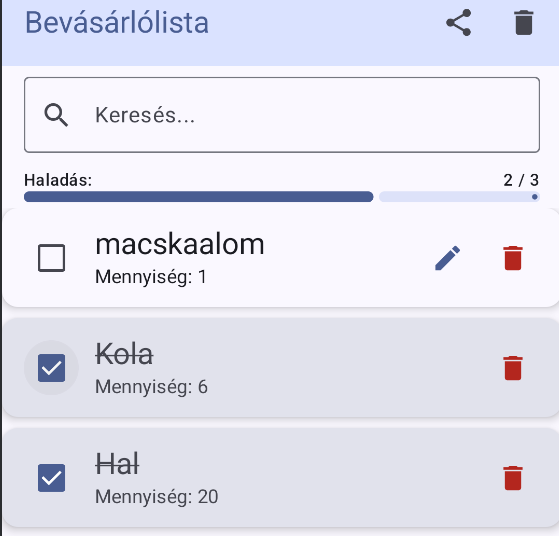 Bevásárlólista
Keresés...
Haladás: 2 / 3
macskaalom
Mennyiség: 1
Kola
Mennyiség: 6
Hal
Mennyiség: 20